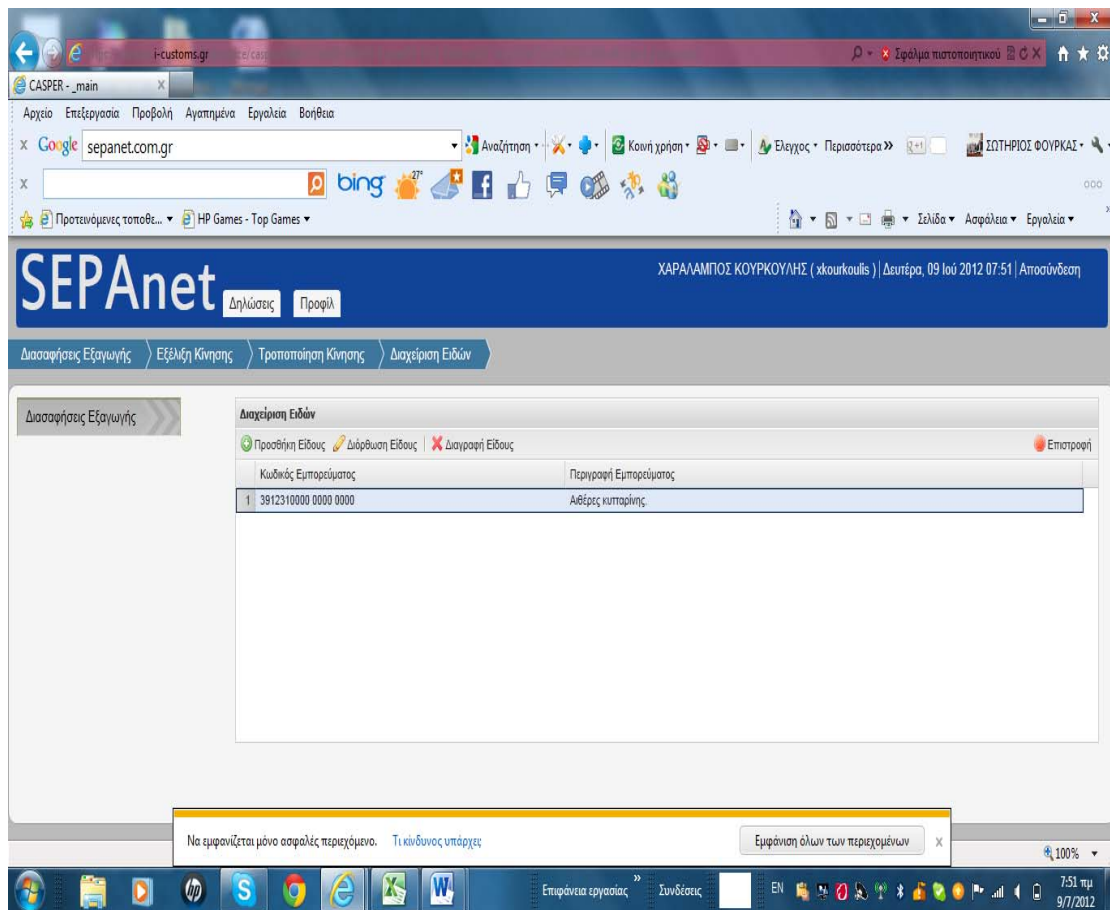 i-customs.gr Σφάλμα πιστοποιητικού
CASPER - _main
Αρχείο Επεξεργασία Προβολή Αγαπημένα Εργαλεία Βοήθεια
x Google sepanet.com.gr Αναζήτηση Κοινή χρήση Έλεγχος Περισσότερα » ΣΩΤΗΡΙΟΣ ΦΟΥΡΚΑΣ
x bing 27°
Προτεινόμενες τοποθε... HP Games - Top Games Σελίδα Ασφάλεια Εργαλεία
SEPAnet Δηλώσεις Προφίλ ΧΑΡΑΛΑΜΠΟΣ ΚΟΥΡΚΟΥΛΗΣ ( xkourkoulis ) | Δευτέρα, 09 Ιού 2012 07:51 | Αποσύνδεση
Διασαφήσεις Εξαγωγής Εξέλιξη Κίνησης Τροποποίηση Κίνησης Διαχείριση Ειδών
Διασαφήσεις Εξαγωγής
Διαχείριση Ειδών
Προσθήκη Είδους Διόρθωση Είδους Διαγραφή Είδους Επιστροφή
Κωδικός Εμπορεύματος Περιγραφή Εμπορεύματος
1 3912310000 0000 0000 Αιθέρες κυτταρίνης.
Να εμφανίζεται μόνο ασφαλές περιεχόμενο. Τι κίνδυνος υπάρχει; Εμφάνιση όλων των περιεχομένων x
100%
Επιφάνεια εργασίας » Συνδέσεις EN 7:51 πμ
9/7/2012